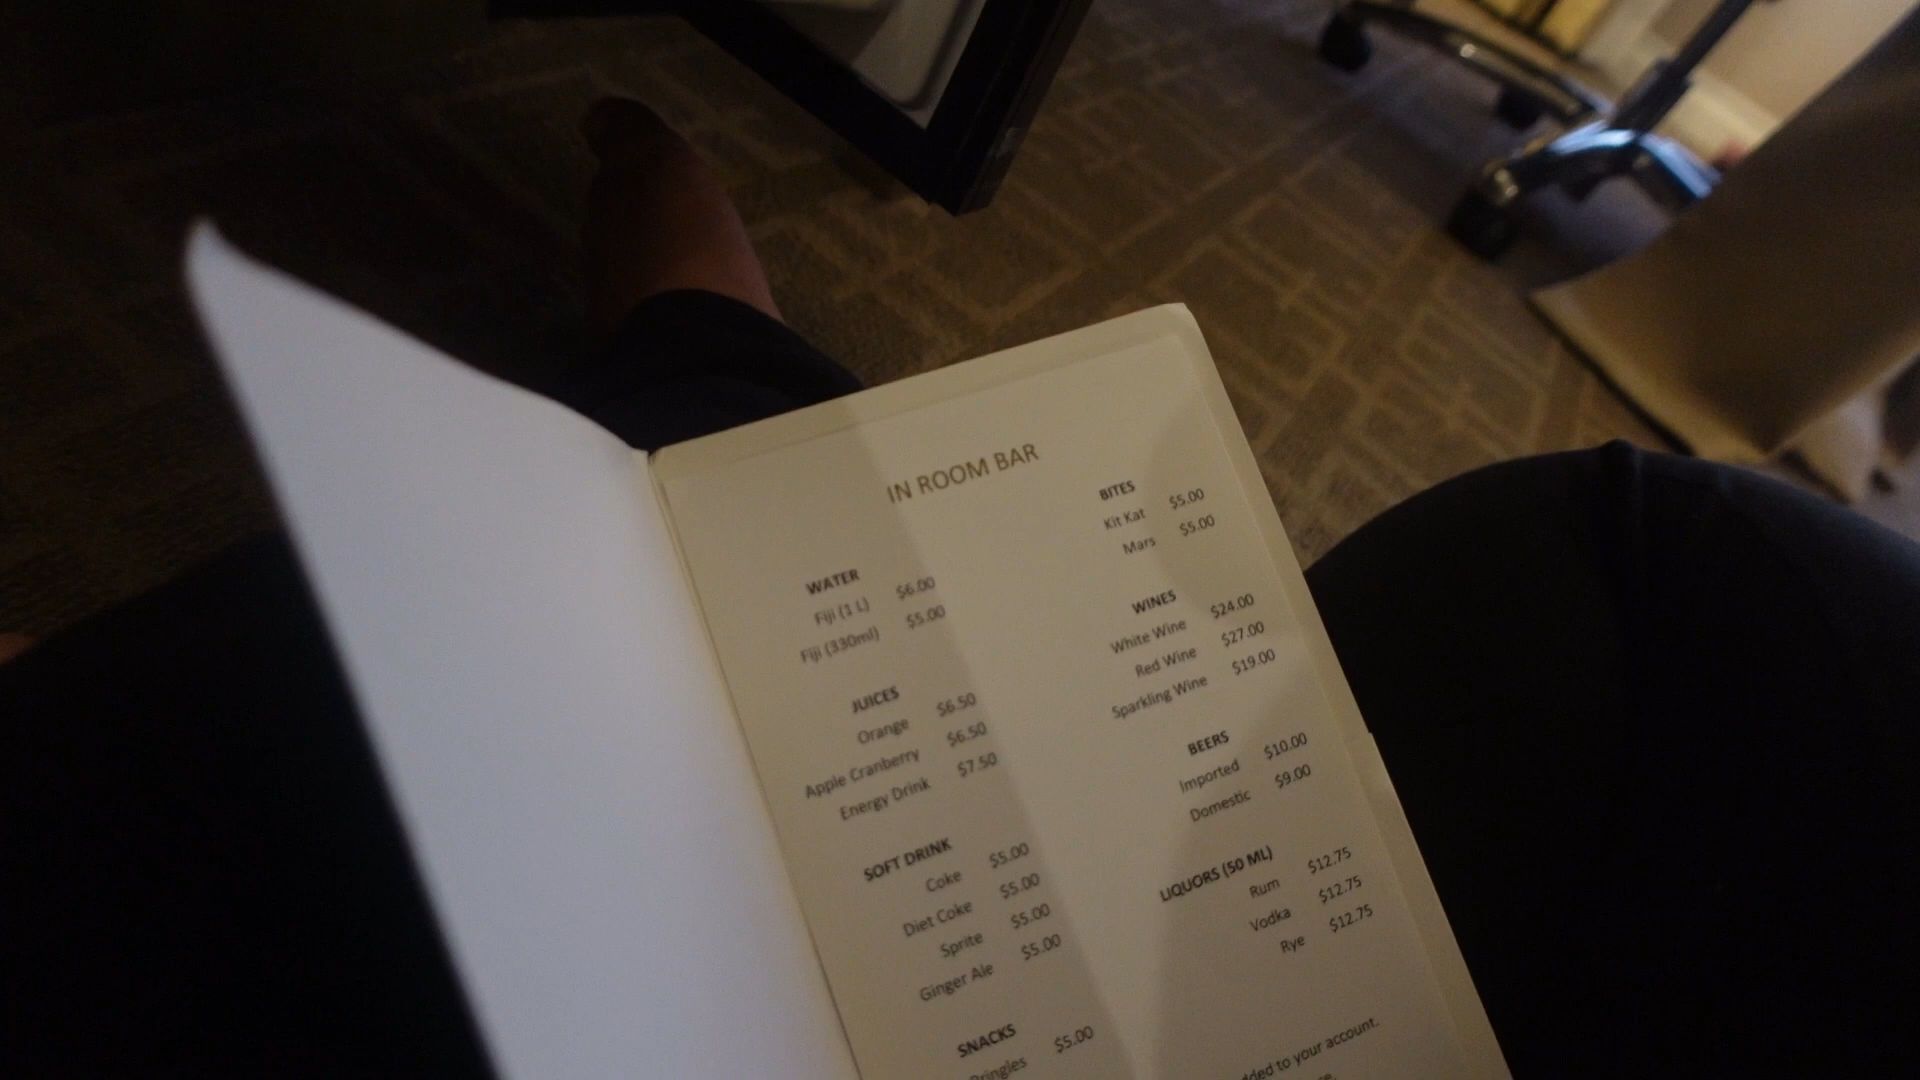 IN ROOM BAR
WATER
Fiji (1 L) $6.00
Fiji (330ml) $5.00
JUICES
Orange $6.50
Apple Cranberry $6.50
Energy Drink $7.50
SOFT DRINK
Coke $5.00
Diet Coke $5.00
Sprite $5.00
Ginger Ale $5.00
SNACKS
Pringles $5.00
BITES
Kit Kat $5.00
Mars $5.00
WINES
White Wine $24.00
Red Wine $27.00
Sparkling Wine $19.00
BEERS
Imported $10.00
Domestic $9.00
LIQUORS (50 ML)
Rum $12.75
Vodka $12.75
Rye $12.75
to your account.